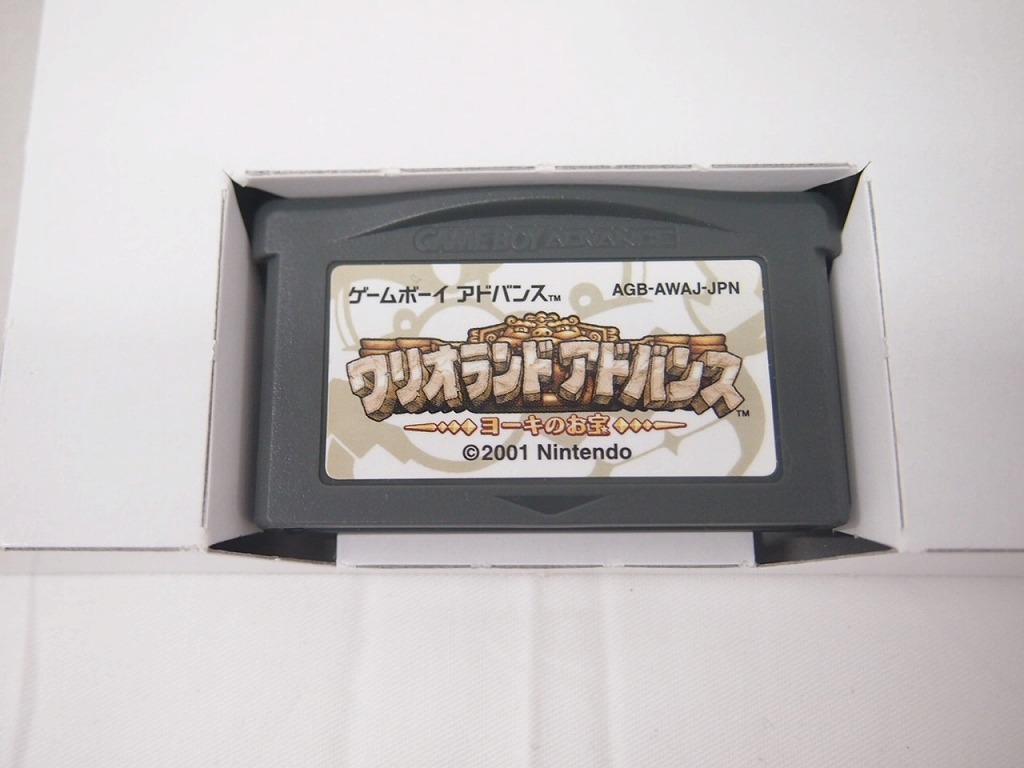 GAME BOY ADVANCE
ゲームボーイ アドバンス™ AGB-AWAJ-JPN
ワリオランドアドバンス™
ヨーキのお宝
©2001 Nintendo